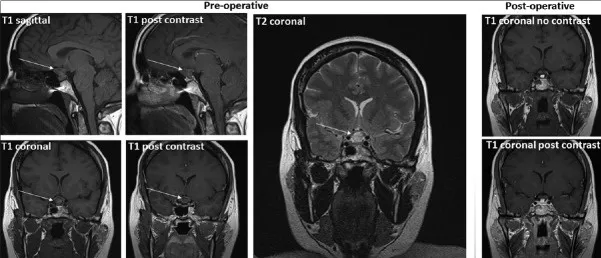 Pre-operative
Post-operative
T1 sagittal
T1 post contrast
T2 coronal
T1 coronal no contrast
T1 coronal
T1 post contrast
T1 coronal post contrast